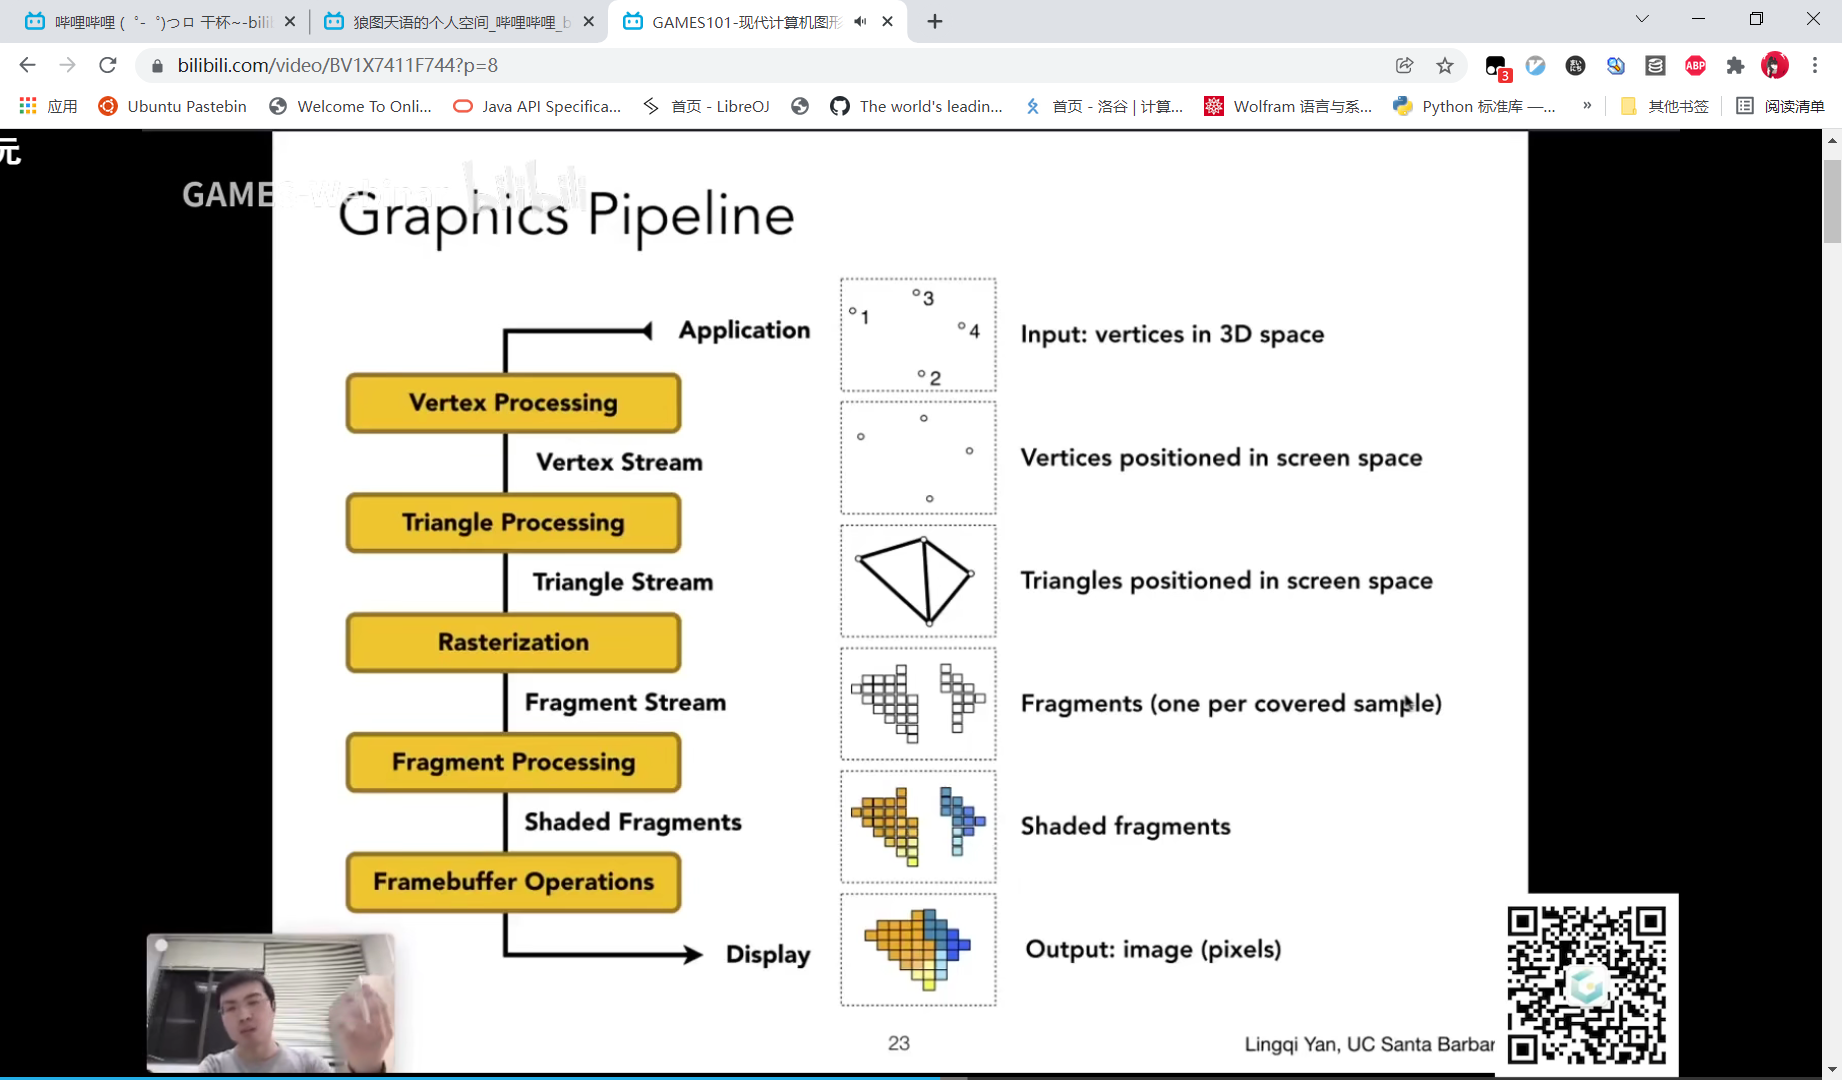 哔哩哔哩 ( ゜- ゜)つロ 干杯~-bili
狼图天语的个人空间_哔哩哔哩_b
GAMES101-现代计算机图形
bilibili.com/video/BV1X7411F744?p=8
3
ABP
应用
Ubuntu Pastebin
Welcome To Onli...
Java API Specifica...
首页 - LibreOJ
The world's leadin...
首页 - 洛谷 | 计算...
Wolfram 语言与系...
Python 标准库 —...
»
其他书签
阅读清单
元
GAMES-Webinar bilibili
Graphics Pipeline
Application
Vertex Processing
Vertex Stream
Triangle Processing
Triangle Stream
Rasterization
Fragment Stream
Fragment Processing
Shaded Fragments
Framebuffer Operations
Display
1
3
4
2
Input: vertices in 3D space
Vertices positioned in screen space
Triangles positioned in screen space
Fragments (one per covered sample)
Shaded fragments
Output: image (pixels)
23
Lingqi Yan, UC Santa Barbar